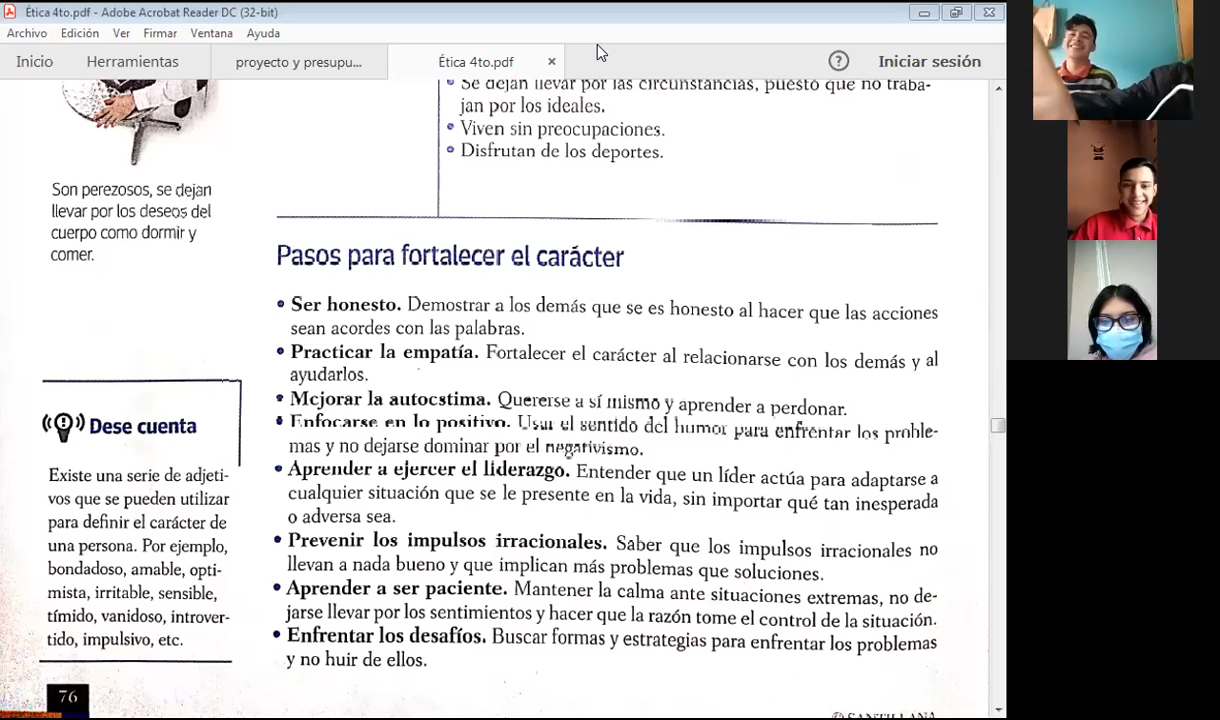 Ética 4to.pdf - Adobe Acrobat Reader DC (32-bit)
Archivo Edición Ver Firmar Ventana Ayuda
Inicio Herramientas proyecto y presupu... Ética 4to.pdf × ? Iniciar sesión
• Se dejan llevar por las circunstancias, puesto que no traba-
jan por los ideales.
• Viven sin preocupaciones.
• Disfrutan de los deportes.
Son perezosos, se dejan
llevar por los deseos del
cuerpo como dormir y
comer.
Pasos para fortalecer el carácter
• Ser honesto. Demostrar a los demás que se es honesto al hacer que las acciones
sean acordes con las palabras.
• Practicar la empatía. Fortalecer el carácter al relacionarse con los demás y al
ayudarlos.
• Mejorar la autoestima. Quererse a sí mismo y aprender a perdonar.
• Enfocarse en lo positivo. Usar el sentido del humor para enfrentar los proble-
mas y no dejarse dominar por el negativismo.
• Aprender a ejercer el liderazgo. Entender que un líder actúa para adaptarse a
cualquier situación que se le presente en la vida, sin importar qué tan inesperada
o adversa sea.
• Prevenir los impulsos irracionales. Saber que los impulsos irracionales no
llevan a nada bueno y que implican más problemas que soluciones.
• Aprender a ser paciente. Mantener la calma ante situaciones extremas, no de-
jarse llevar por los sentimientos y hacer que la razón tome el control de la situación.
• Enfrentar los desafíos. Buscar formas y estrategias para enfrentar los problemas
y no huir de ellos.
Dese cuenta
Existe una serie de adjeti-
vos que se pueden utilizar
para definir el carácter de
una persona. Por ejemplo,
bondadoso, amable, opti-
mista, irritable, sensible,
tímido, vanidoso, introver-
tido, impulsivo, etc.
76
© SANTILLANA